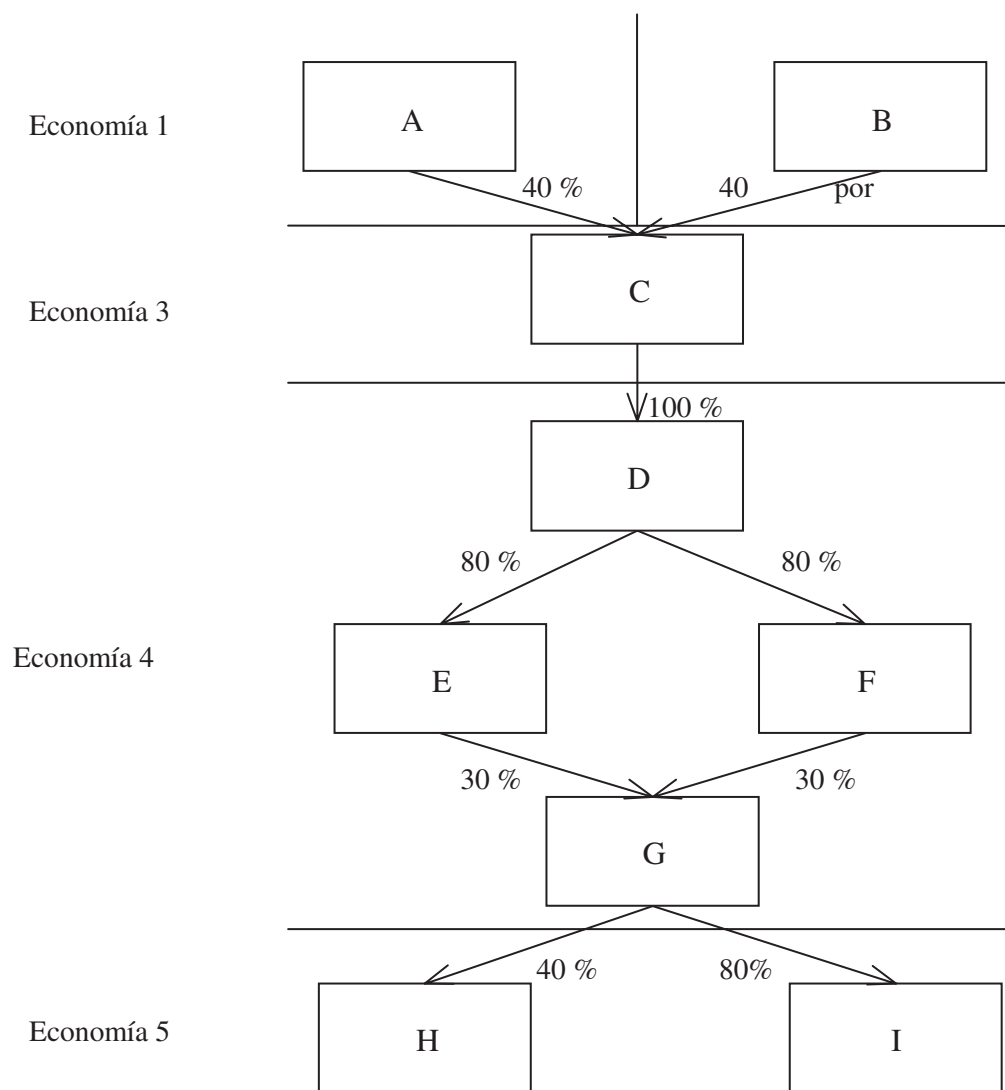 Economía 1
A
B
40 %
40 por
Economía 3
C
100 %
D
80 %
80 %
Economía 4
E
F
30 %
30 %
G
40 %
80%
Economía 5
H
I